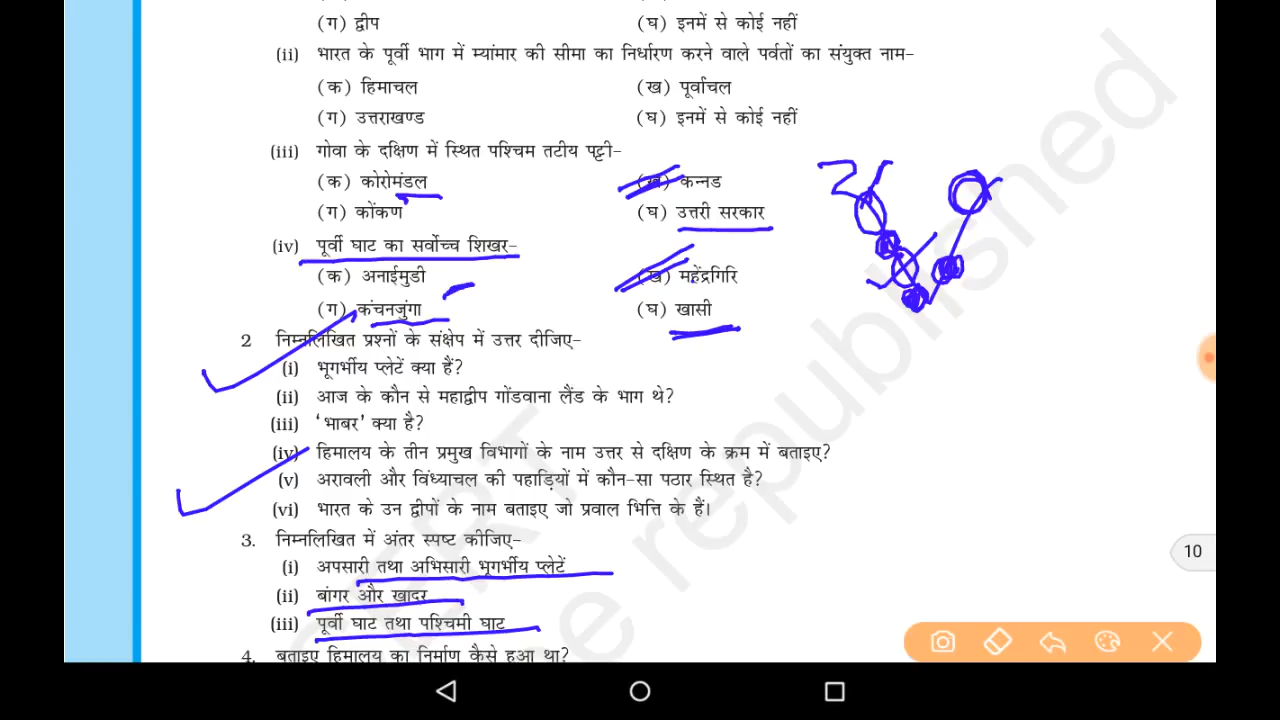 (ग) द्वीप (घ) इनमें से कोई नहीं
(ii) भारत के पूर्वी भाग में म्यांमार की सीमा का निर्धारण करने वाले पर्वतों का संयुक्त नाम-
(क) हिमाचल (ख) पूर्वांचल
(ग) उत्तराखण्ड (घ) इनमें से कोई नहीं
(iii) गोवा के दक्षिण में स्थित पश्चिम तटीय पट्टी-
(क) कोरोमंडल (ख) कन्नड
(ग) कोंकण (घ) उत्तरी सरकार
(iv) पूर्वी घाट का सर्वोच्च शिखर-
(क) अनाईमुडी (ख) महेंद्रगिरि
(ग) कंचनजुंगा (घ) खासी
2 निम्नलिखित प्रश्नों के संक्षेप में उत्तर दीजिए-
(i) भूगर्भीय प्लेटें क्या हैं?
(ii) आज के कौन से महाद्वीप गोंडवाना लैंड के भाग थे?
(iii) 'भाबर' क्या है?
(iv) हिमालय के तीन प्रमुख विभागों के नाम उत्तर से दक्षिण के क्रम में बताइए?
(v) अरावली और विंध्याचल की पहाड़ियों में कौन-सा पठार स्थित है?
(vi) भारत के उन द्वीपों के नाम बताइए जो प्रवाल भित्ति के हैं।
3. निम्नलिखित में अंतर स्पष्ट कीजिए-
(i) अपसारी तथा अभिसारी भूगर्भीय प्लेटें
(ii) बांगर और खादर
(iii) पूर्वी घाट तथा पश्चिमी घाट
4. बताइए हिमालय का निर्माण कैसे हुआ था?
10
republished